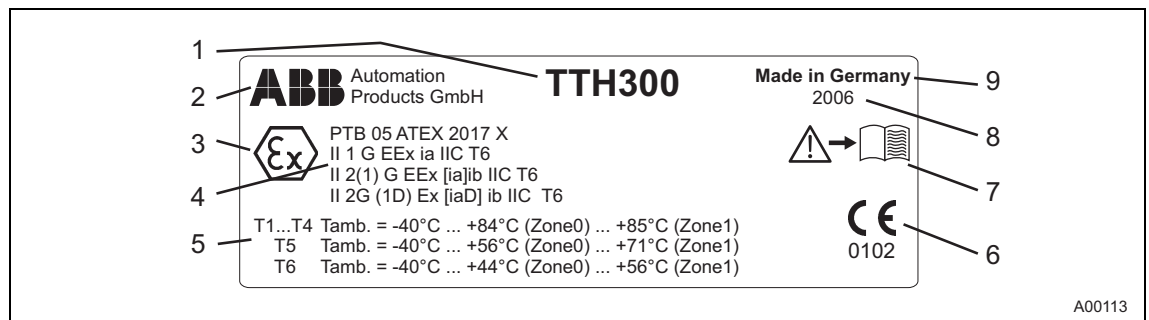 1
2
3
4
5
ABB Automation Products GmbH
TTH300
Made in Germany
2006
9
8
Ex
PTB 05 ATEX 2017 X
II 1 G EEx ia IIC T6
II 2(1) G EEx [ia]ib IIC T6
II 2G (1D) Ex [iaD] ib IIC T6
7
T1...T4 Tamb. = -40°C ... +84°C (Zone0) ... +85°C (Zone1)
T5 Tamb. = -40°C ... +56°C (Zone0) ... +71°C (Zone1)
T6 Tamb. = -40°C ... +44°C (Zone0) ... +56°C (Zone1)
CE
0102
6
A00113